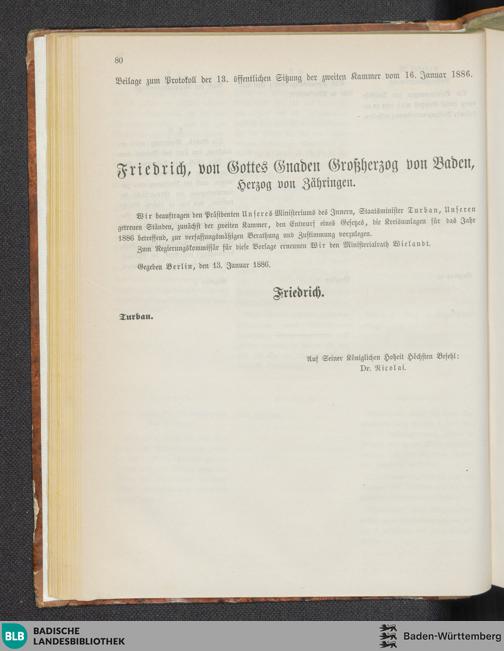 80
Beilage zum Protokoll der 13. öffentlichen Sitzung der zweiten Kammer vom 16. Januar 1886.
Friedrich, von Gottes Gnaden Großherzog von Baden,
Herzog von Zähringen.
Wir beauftragen den Präsidenten Unseres Ministeriums des Innern, Staatsminister Turban, Unseren
getreuen Ständen, zunächst der zweiten Kammer, den Entwurf eines Gesetzes, die Kreisumlagen für das Jahr
1886 betreffend, zur verfassungsmäßigen Berathung und Zustimmung vorzulegen.
Zum Regierungskommissär für diese Vorlage ernennen Wir den Ministerialrath Wielandt.
Gegeben Berlin, den 13. Januar 1886.
Friedrich.
Turban.
Auf Seiner Königlichen Hoheit Höchsten Befehl:
Dr. Nicolai.
BLB
BADISCHE
LANDESBIBLIOTHEK
Baden-Württemberg